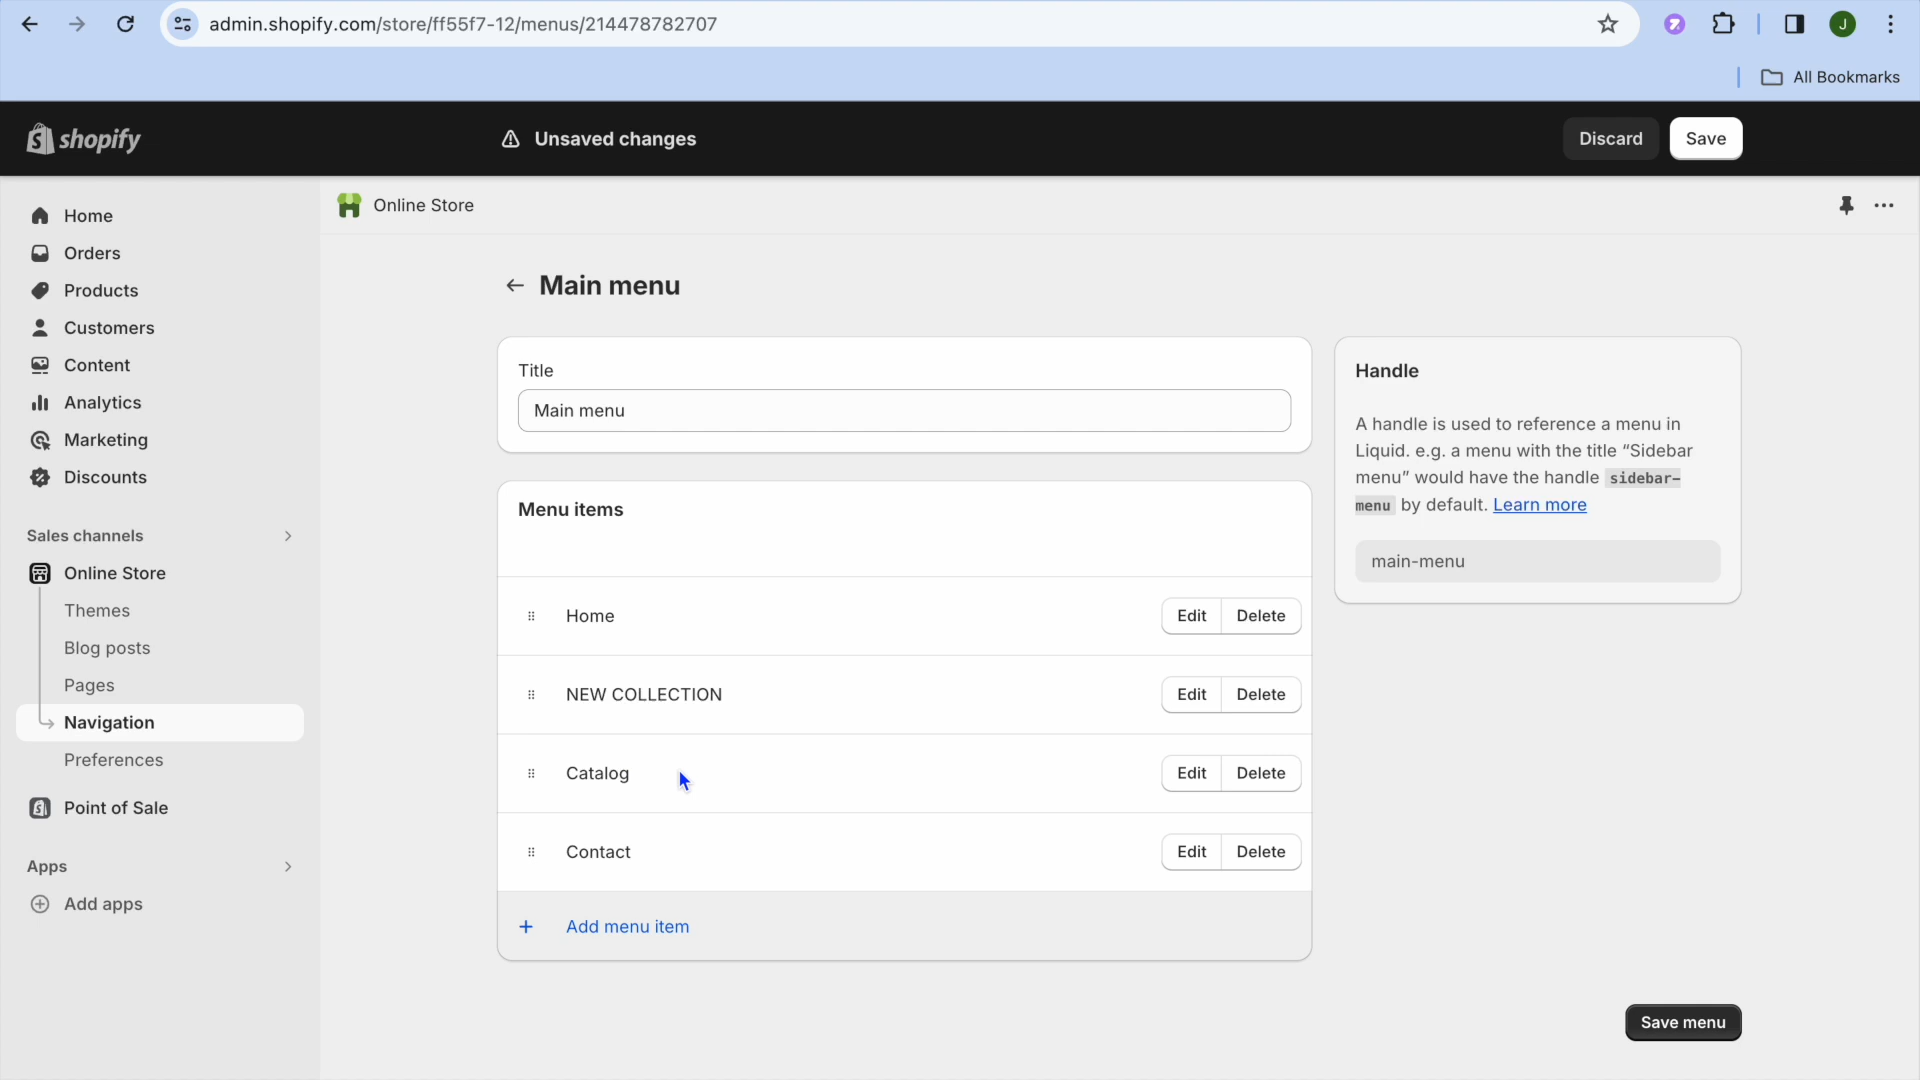 admin.shopify.com/store/ff55f7-12/menus/214478782707
J
All Bookmarks
shopify
Unsaved changes
Discard
Save
Home
Orders
Products
Customers
Content
Analytics
Marketing
Discounts
Sales channels
Online Store
Themes
Blog posts
Pages
Navigation
Preferences
Point of Sale
Apps
Add apps
Online Store
Main menu
Title
Main menu
Menu items
Home
Edit
Delete
NEW COLLECTION
Edit
Delete
Catalog
Edit
Delete
Contact
Edit
Delete
+ Add menu item
Handle
A handle is used to reference a menu in
Liquid. e.g. a menu with the title “Sidebar
menu” would have the handle sidebar-
menu by default. Learn more
main-menu
Save menu